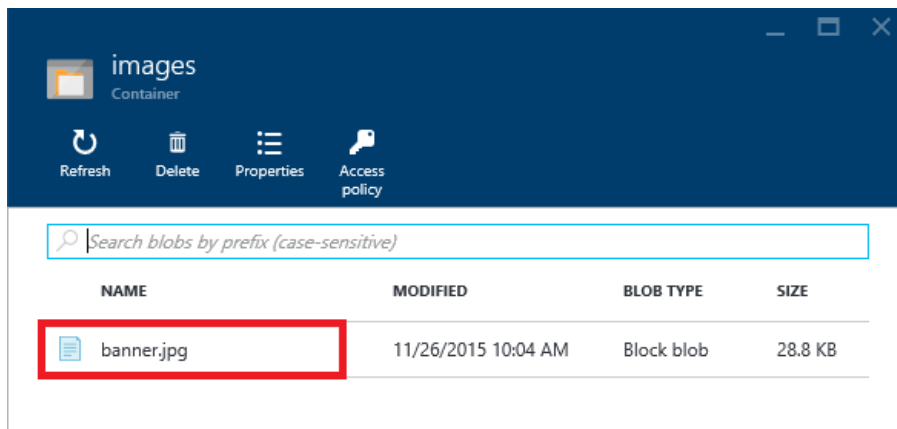 images
Container
Refresh Delete Properties Access policy
Search blobs by prefix (case-sensitive)
NAME MODIFIED BLOB TYPE SIZE
banner.jpg 11/26/2015 10:04 AM Block blob 28.8 KB